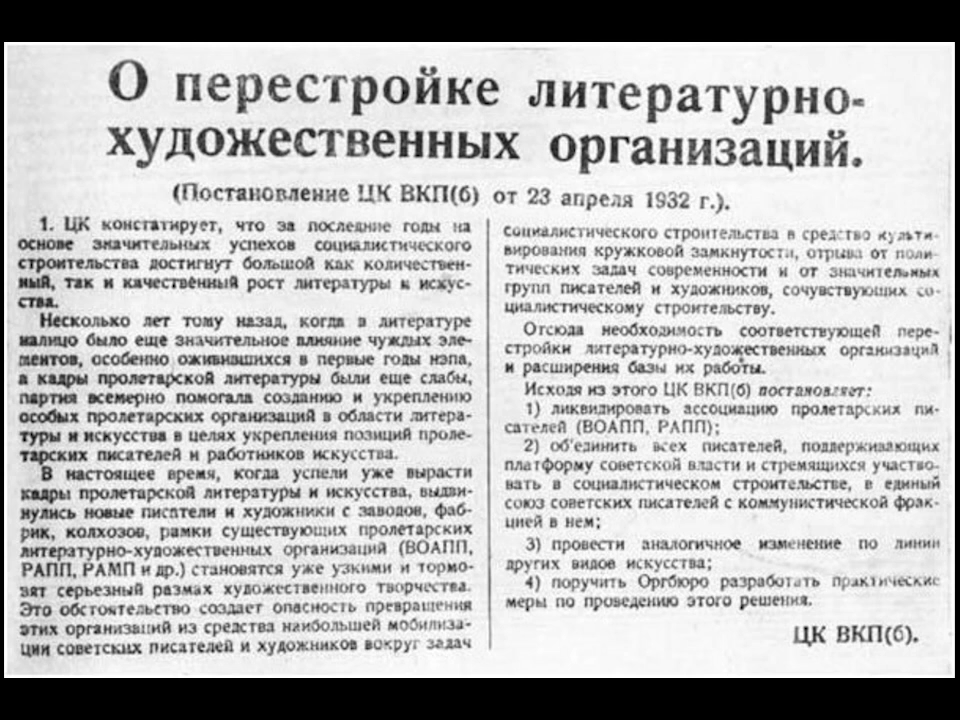 О перестройке литературно-
художественных организаций.
(Постановление ЦК ВКП(б) от 23 апреля 1932 г.).
1. ЦК констатирует, что за последние годы на
основе значительных успехов социалистического
строительства достигнут большой как количествен-
ный, так и качественный рост литературы и искус-
ства.
Несколько лет тому назад, когда в литературе
налицо было еще значительное влияние чуждых эле-
ментов, особенно оживившихся в первые годы нэпа,
а кадры пролетарской литературы были еще слабы,
партия всемерно помогала созданию и укреплению
особых пролетарских организаций в области литера-
туры и искусства в целях укрепления позиций проле-
тарских писателей и работников искусства.
В настоящее время, когда успели уже вырасти
кадры пролетарской литературы и искусства, выдви-
нулись новые писатели и художники с заводов, фаб-
рик, колхозов, рамки существующих пролетарских
литературно-художественных организаций (ВОАПП,
РАПП, РАМП и др.) становятся уже узкими и тормо-
зят серьезный размах художественного творчества.
Это обстоятельство создает опасность превращения
этих организаций из средства наибольшей мобилиза-
ции советских писателей и художников вокруг задач
социалистического строительства в средство культи-
вирования кружковой замкнутости, отрыва от поли-
тических задач современности и от значительных
групп писателей и художников, сочувствующих со-
циалистическому строительству.
Отсюда необходимость соответствующей пере-
стройки литературно-художественных организаций
и расширения базы их работы.
Исходя из этого ЦК ВКП(б) постановляет:
1) ликвидировать ассоциацию пролетарских пи-
сателей (ВОАПП, РАПП);
2) об'единить всех писателей, поддерживающих
платформу советской власти и стремящихся участво-
вать в социалистическом строительстве, в единый
союз советских писателей с коммунистической фрак-
цией в нем;
3) провести аналогичное изменение по линии
других видов искусства;
4) поручить Оргбюро разработать практические
меры по проведению этого решения.
ЦК ВКП(б).